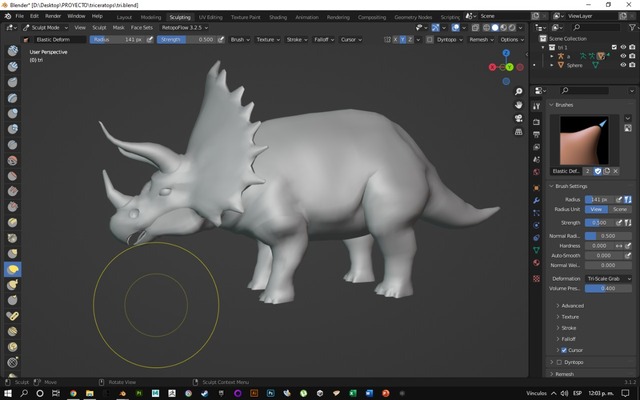 Blender* [D:\Desktop\PROYECTO\triceratops\tri.blend]
File Edit Render Window Help Layout Modeling Sculpting UV Editing Texture Paint Shading Animation Rendering Compositing Geometry Nodes Scripting Scene ViewLayer
Sculpt Mode View Sculpt Mask Face Sets RetopoFlow 3.2.5
Elastic Deform Radius 141 px Strength 0.500 Brush Texture Stroke Falloff Cursor X Y Z Dyntopo Remesh Options
User Perspective
(0) tri
Z
X
Y
Scene Collection
tri 1
Sphere
Brushes
Elastic Def... 2
Brush Settings
Radius 141 px
Radius Unit View Scene
Strength 0.500
Normal Radi... 0.500
Hardness 0.000
Auto-Smooth 0.000
Normal Wei... 0.000
Deformation Tri-Scale Grab
Volume Pres... 0.400
Advanced
Texture
Stroke
Falloff
Cursor
Dyntopo
Remesh
Sculpt Move Rotate View Sculpt Context Menu 3.3.2
Vínculos ESP 12:03 p. m.